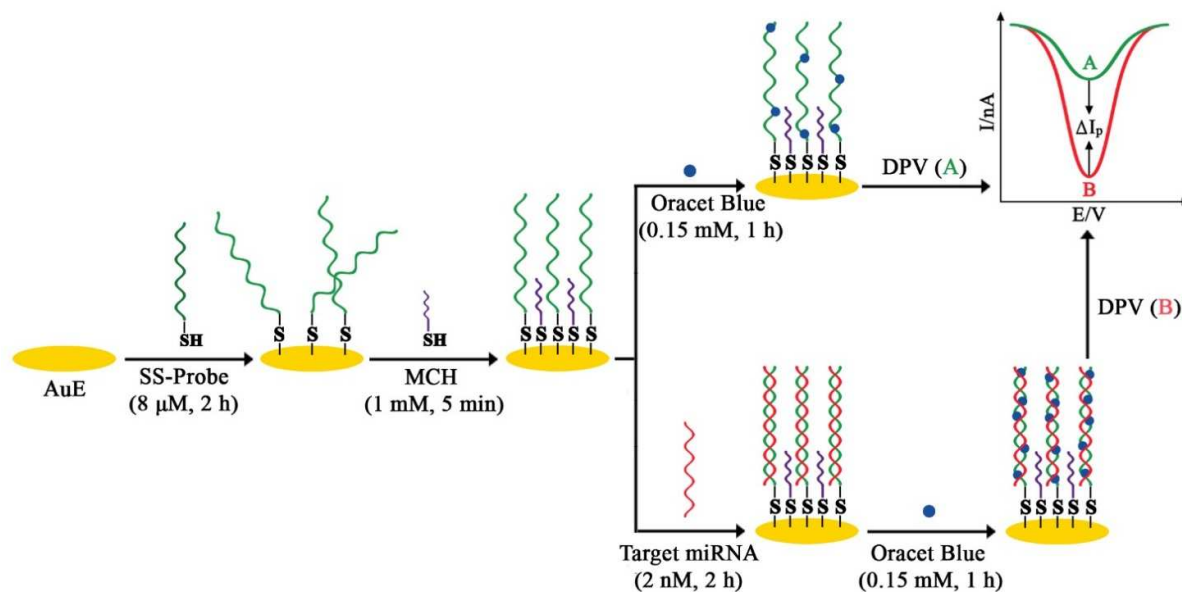 AuE
SH
SS-Probe
(8 µM, 2 h)
S S S
SH
MCH
(1 mM, 5 min)
S S S S S
Oracet Blue
(0.15 mM, 1 h)
S S S S S
DPV (A)
I/nA
A
ΔIp
B
E/V
Target miRNA
(2 nM, 2 h)
S S S S S
Oracet Blue
(0.15 mM, 1 h)
S S S S S
DPV (B)